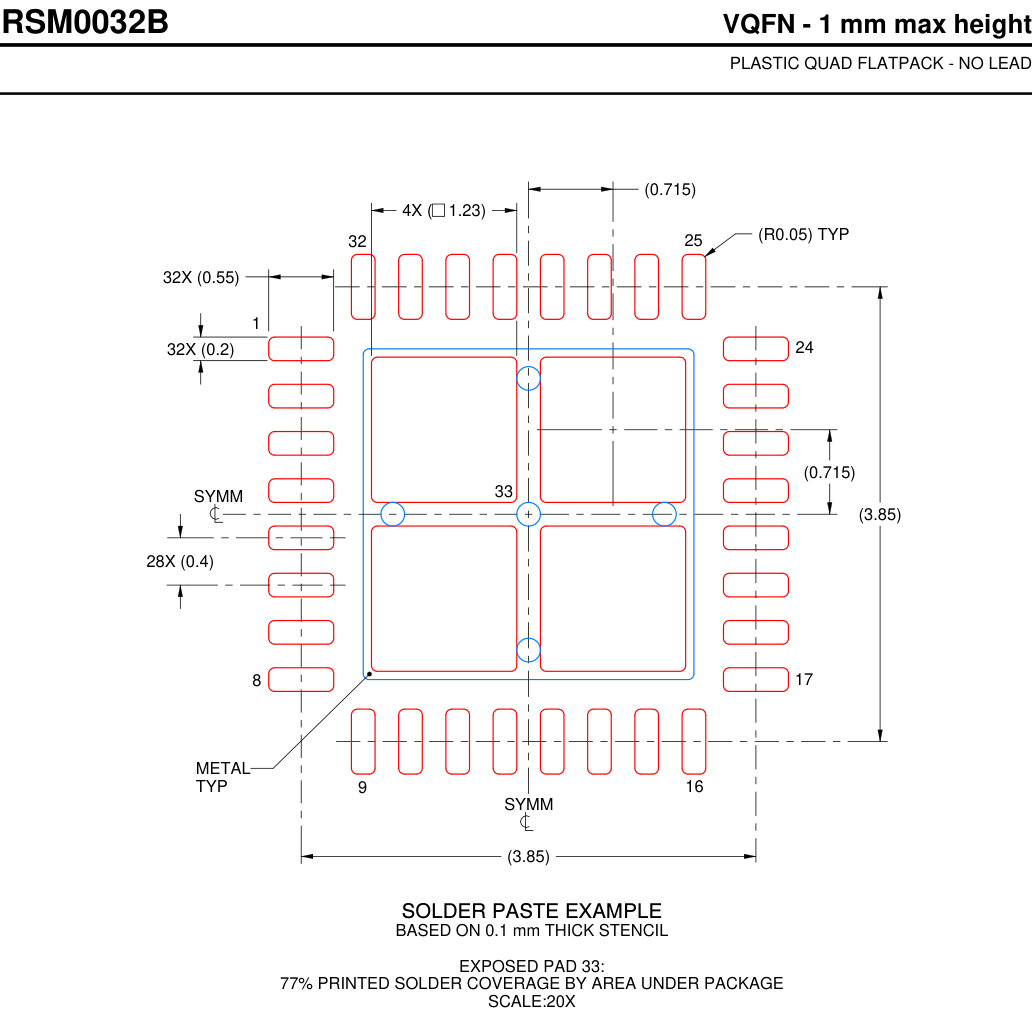 RSM0032B
VQFN - 1 mm max height
PLASTIC QUAD FLATPACK - NO LEAD
(0.715)
4X (□ 1.23)
(R0.05) TYP
32
25
32X (0.55)
1
32X (0.2)
24
(0.715)
33
SYMM
℄
(3.85)
28X (0.4)
8
17
METAL
TYP
9
16
SYMM
℄
(3.85)
SOLDER PASTE EXAMPLE
BASED ON 0.1 mm THICK STENCIL
EXPOSED PAD 33:
77% PRINTED SOLDER COVERAGE BY AREA UNDER PACKAGE
SCALE:20X